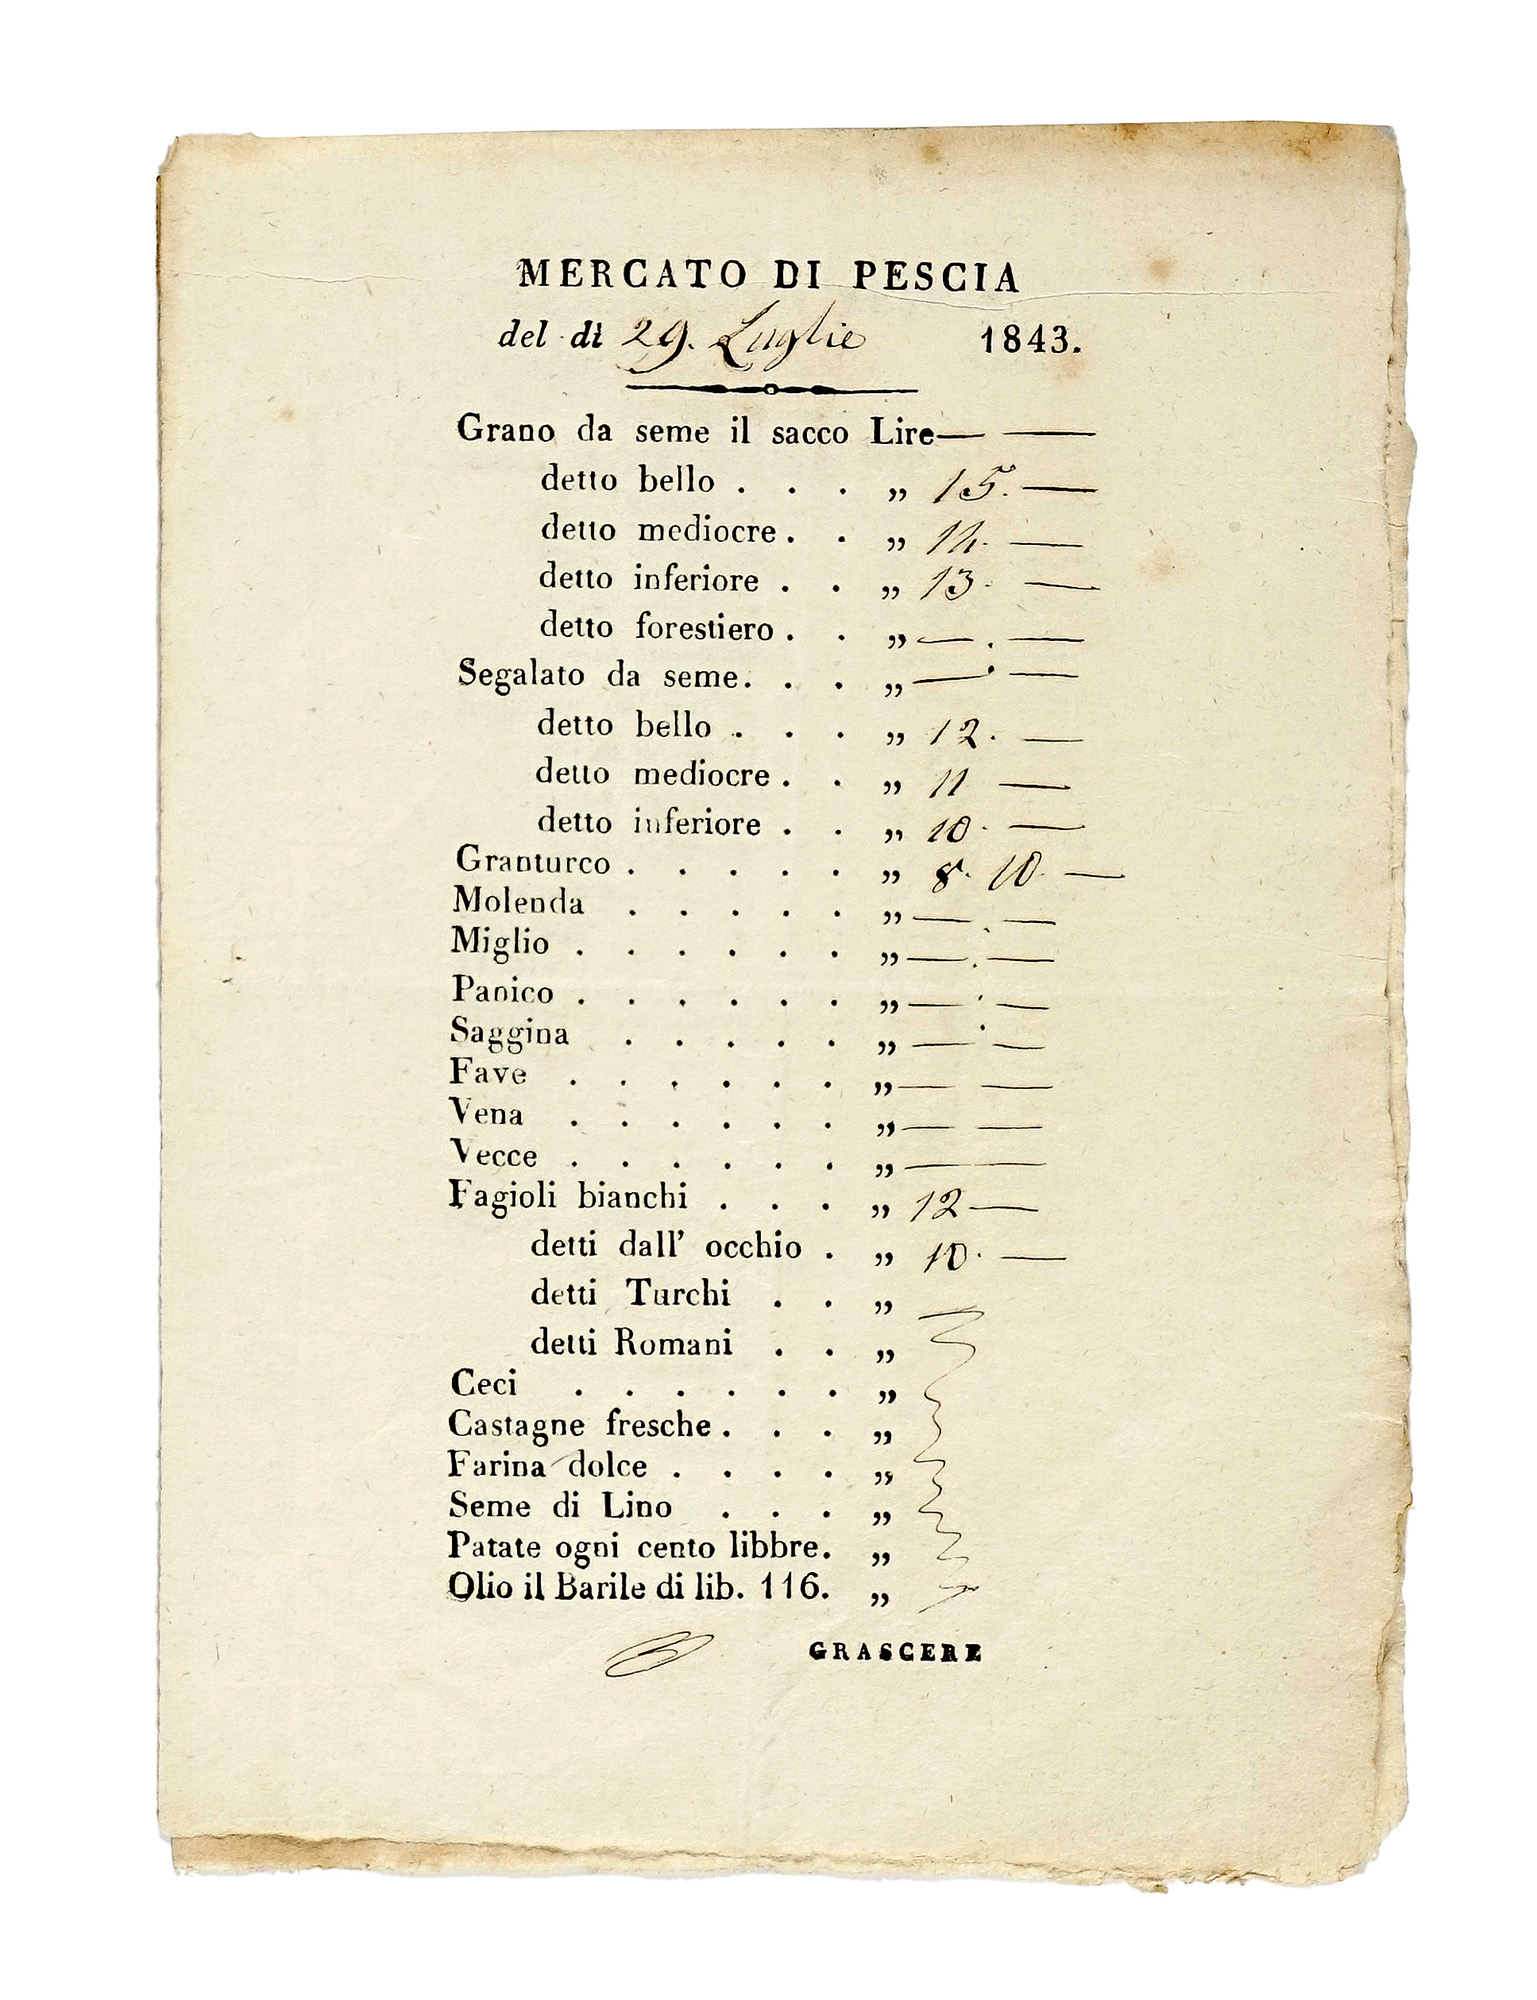 MERCATO DI PESCIA
del dì 29. Luglio 1843.
Grano da seme il sacco Lire — —
detto bello . . . „ 15. —
detto mediocre . . „ 14. —
detto inferiore . . „ 13. —
detto forestiero . . „ — . —
Segalato da seme . . . „ — . —
detto bello . . . „ 12. —
detto mediocre . . „ 11 —
detto inferiore . . „ 10. —
Granturco . . . . . „ 8. 10. —
Molenda . . . . . „ — . —
Miglio . . . . . . „ — . —
Panico . . . . . . „ — . —
Saggina . . . . . „ — . —
Fave . . . . . . „ — —
Vena . . . . . . „ — —
Vecce . . . . . . „ — —
Fagioli bianchi . . . „ 12 —
detti dall' occhio . „ 10. —
detti Turchi . . „
detti Romani . . „
Ceci . . . . . . „
Castagne fresche . . . „
Farina dolce . . . . „
Seme di Lino . . . „
Patate ogni cento libbre. „
Olio il Barile di lib. 116. „
GRASCERE